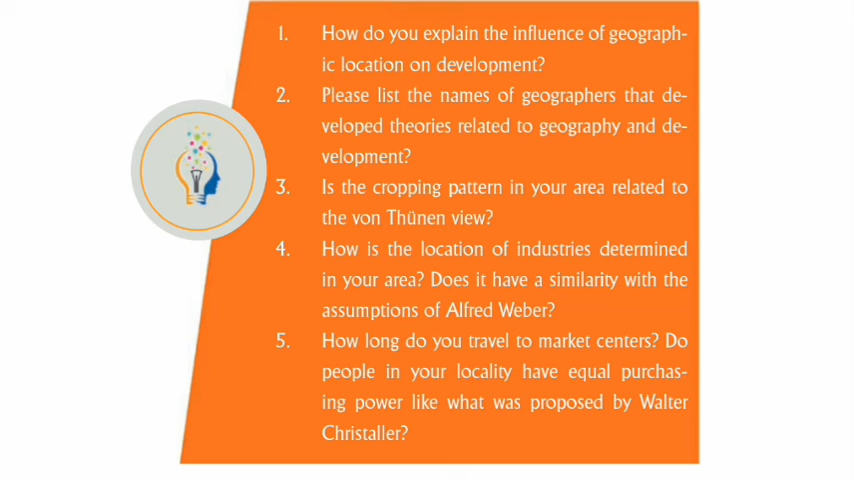 1. How do you explain the influence of geograph-
ic location on development?
2. Please list the names of geographers that de-
veloped theories related to geography and de-
velopment?
3. Is the cropping pattern in your area related to
the von Thünen view?
4. How is the location of industries determined
in your area? Does it have a similarity with the
assumptions of Alfred Weber?
5. How long do you travel to market centers? Do
people in your locality have equal purchas-
ing power like what was proposed by Walter
Christaller?